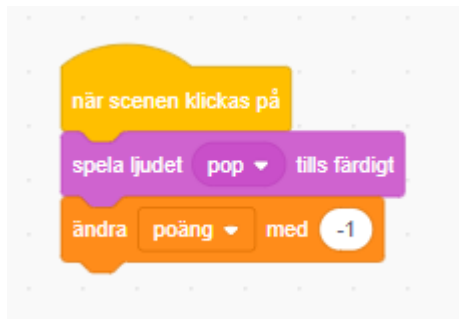 när scenen klickas på
spela ljudet pop tills färdigt
ändra poäng med -1